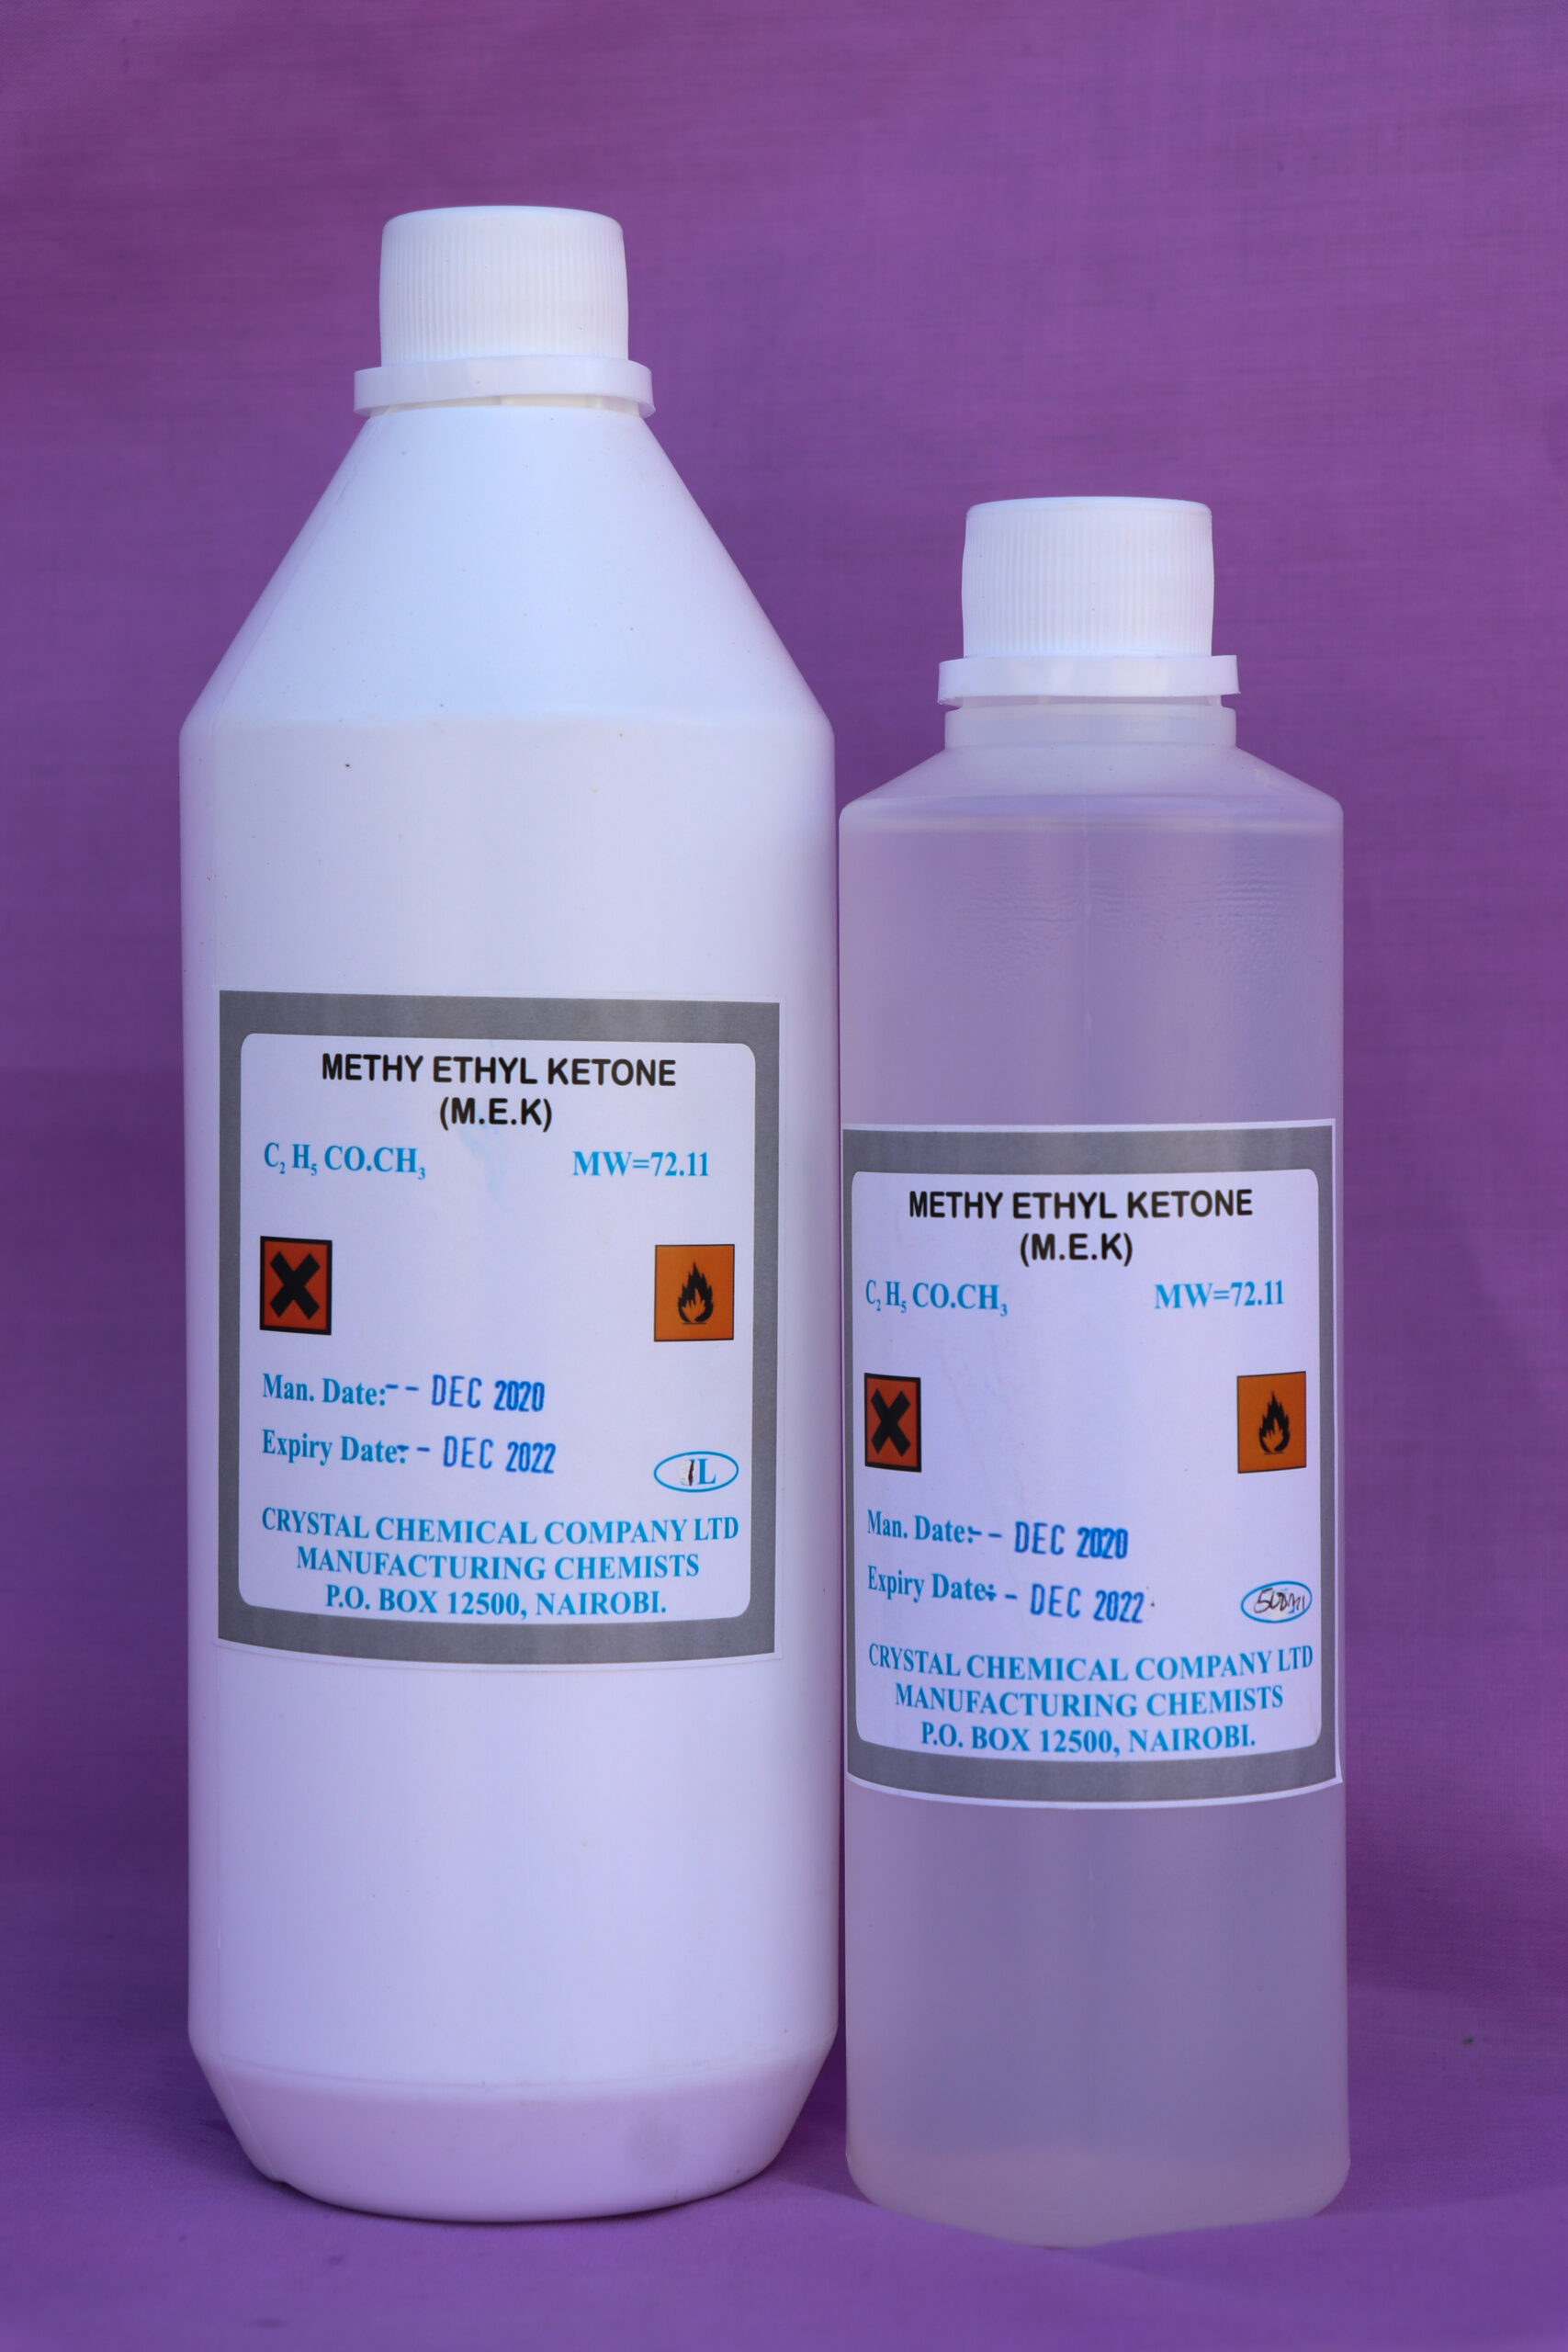 METHY ETHYL KETONE
(M.E.K)
C₂ H₅ CO.CH₃ MW=72.11
Man. Date:-- DEC 2020
Expiry Date:- - DEC 2022
1L
CRYSTAL CHEMICAL COMPANY LTD
MANUFACTURING CHEMISTS
P.O. BOX 12500, NAIROBI.
METHY ETHYL KETONE
(M.E.K)
C₂ H₅ CO.CH₃ MW=72.11
Man. Date:-- DEC 2020
Expiry Date:- - DEC 2022
500ml
CRYSTAL CHEMICAL COMPANY LTD
MANUFACTURING CHEMISTS
P.O. BOX 12500, NAIROBI.